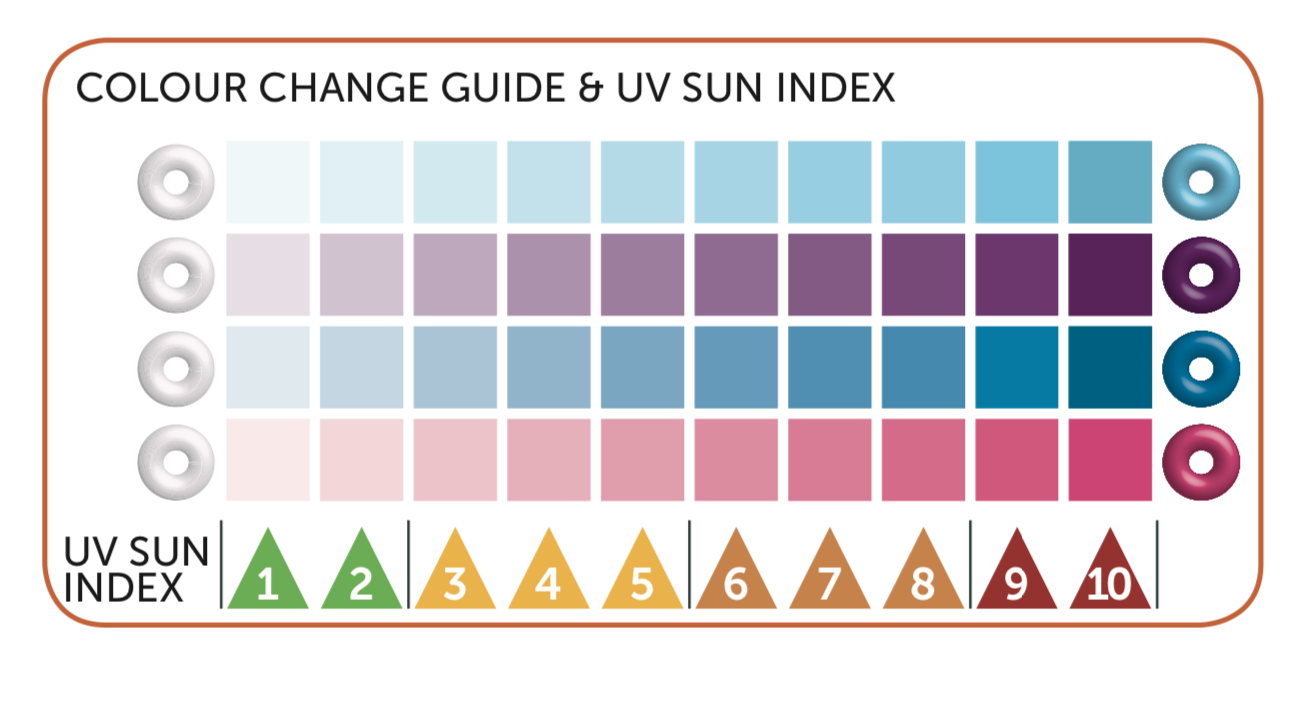 COLOUR CHANGE GUIDE & UV SUN INDEX
UV SUN
INDEX
1 2 3 4 5 6 7 8 9 10